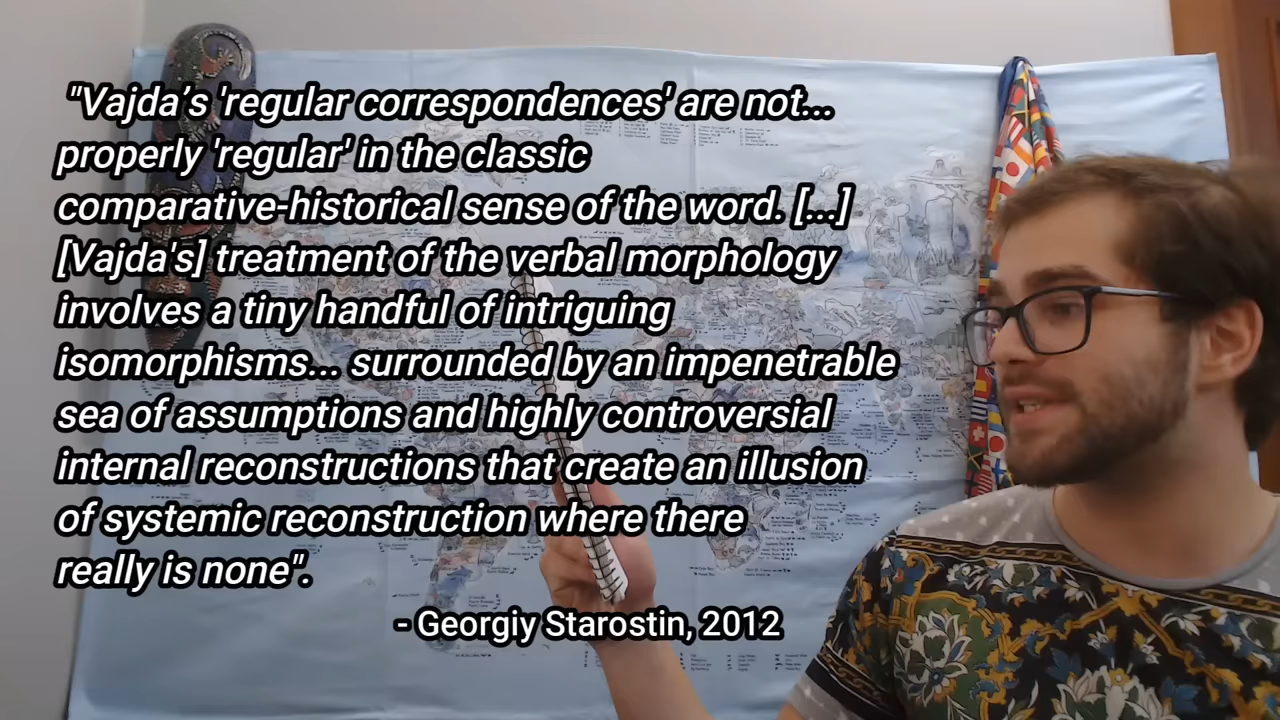 "Vajda’s 'regular correspondences' are not...
properly 'regular' in the classic
comparative-historical sense of the word. [...]
[Vajda's] treatment of the verbal morphology
involves a tiny handful of intriguing
isomorphisms... surrounded by an impenetrable
sea of assumptions and highly controversial
internal reconstructions that create an illusion
of systemic reconstruction where there
really is none".
- Georgiy Starostin, 2012